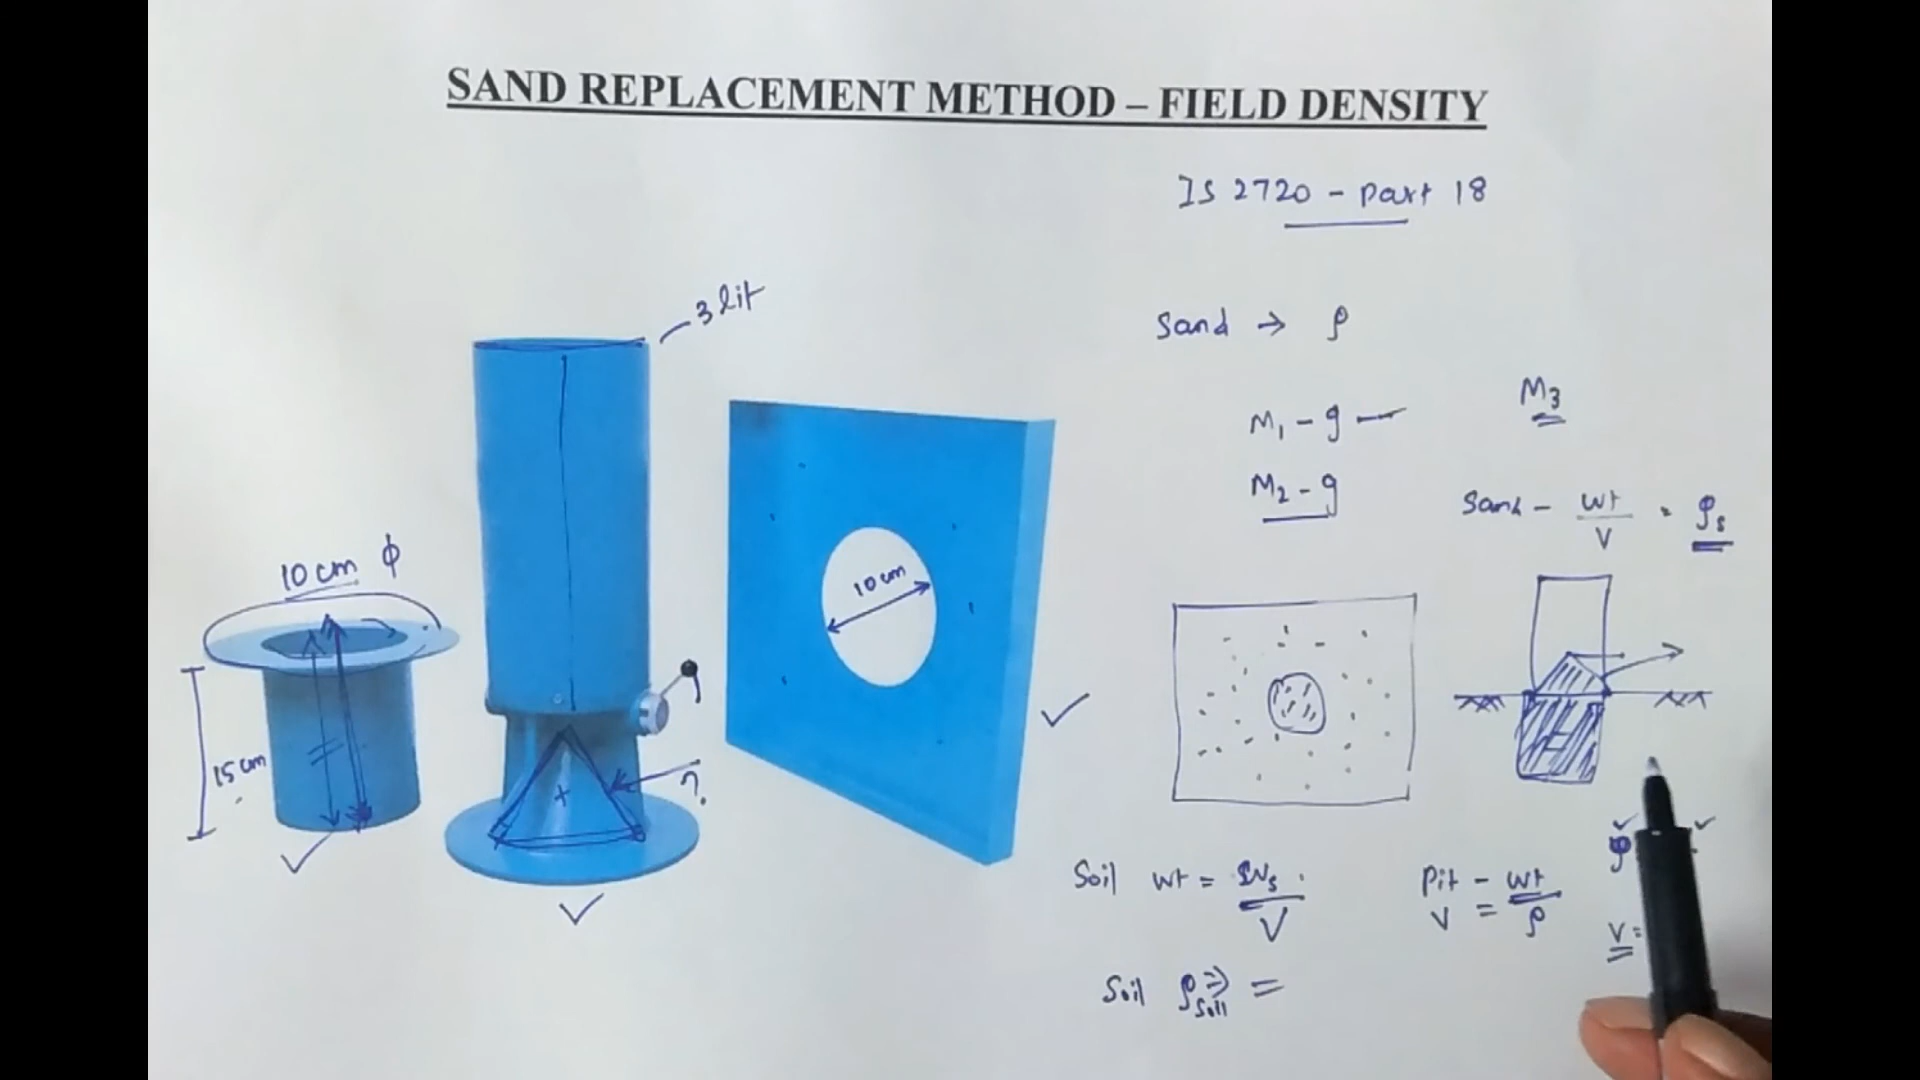 SAND REPLACEMENT METHOD – FIELD DENSITY
IS 2720 - Part 18
3 lit
Sand → ρ
M₁ - g
M₃
M₂ - g
Sand - wt/V = ρs
10 cm ϕ
10 cm
15 cm
?
Soil wt = Ws/V
Pit - wt
V = ρ
V =
Soil ρsoil ⇒ =